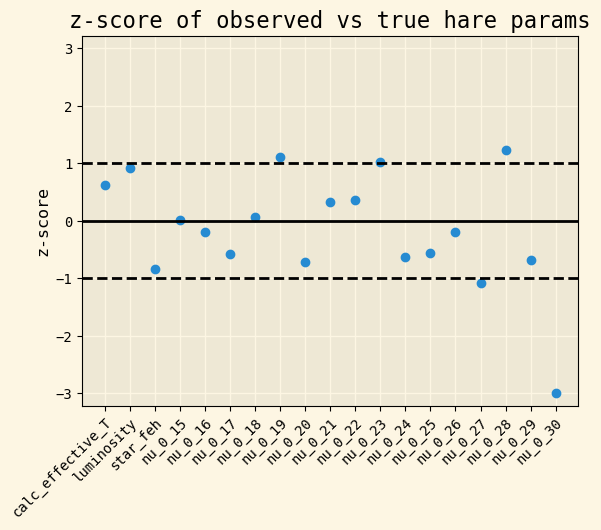 z-score of observed vs true hare params
z-score
3
2
1
0
−1
−2
−3
calc_effective_T
luminosity
star_feh
nu_0_15
nu_0_16
nu_0_17
nu_0_18
nu_0_19
nu_0_20
nu_0_21
nu_0_22
nu_0_23
nu_0_24
nu_0_25
nu_0_26
nu_0_27
nu_0_28
nu_0_29
nu_0_30